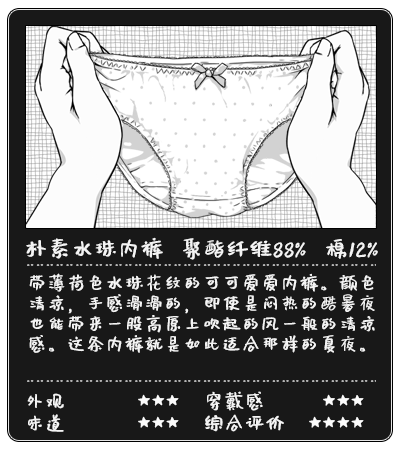 朴素水珠内裤 聚酯纤维88% 棉12%
带薄荷色水珠花纹的可可爱爱内裤。颜色
清凉，手感滑滑的，即使是闷热的酷暑夜
也能带来一股高原上吹起的风一般的清凉
感。这条内裤就是如此适合那样的夏夜。
外观 ★★★ 穿戴感 ★★★
味道 ★★★ 综合评价 ★★★★